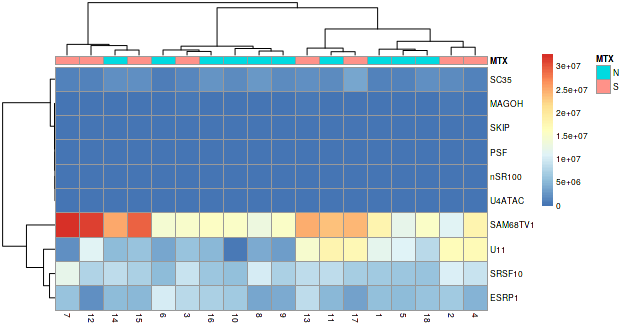 MTX
SC35
MAGOH
SKIP
PSF
nSR100
U4ATAC
SAM68TV1
U11
SRSF10
ESRP1
7 12 14 15 6 3 16 10 8 9 13 11 17 1 5 18 2 4
3e+07
2.5e+07
2e+07
1.5e+07
1e+07
5e+06
0
MTX
N
S